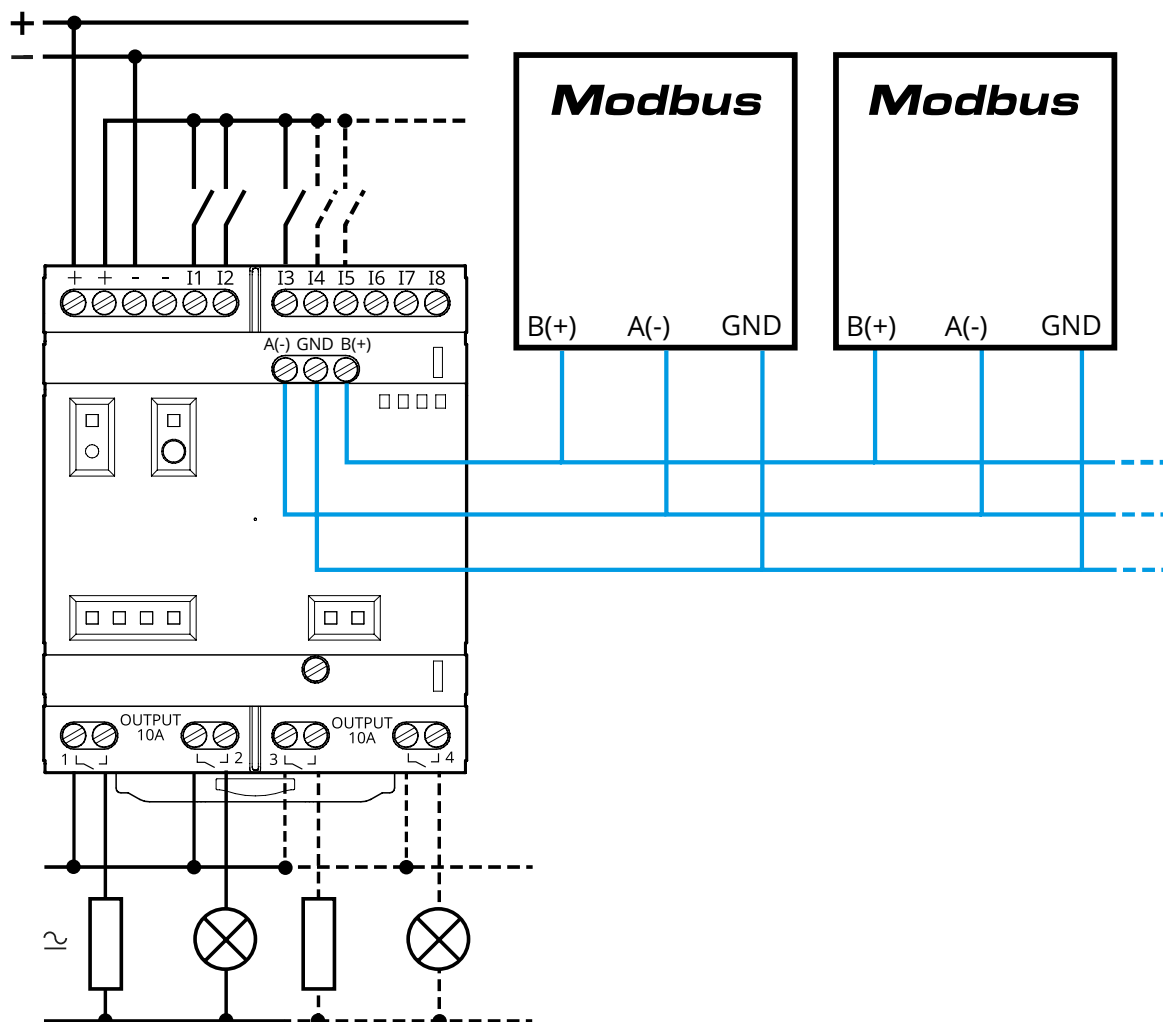 +
−
Modbus Modbus
+ + - - I1 I2 I3 I4 I5 I6 I7 I8
B(+) A(-) GND B(+) A(-) GND
A(-) GND B(+)
OUTPUT OUTPUT
10A 10A
1 2 3 4